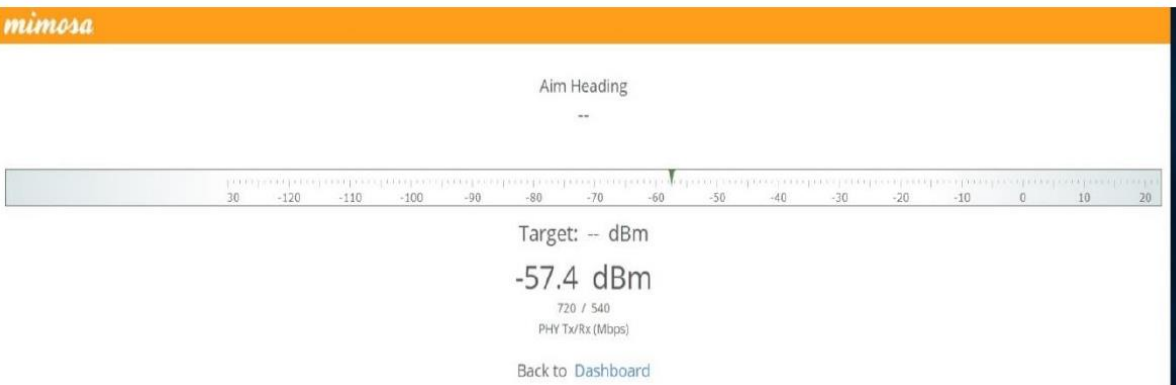 mimosa
Aim Heading
--
30 -120 -110 -100 -90 -80 -70 -60 -50 -40 -30 -20 -10 0 10 20
Target: -- dBm
-57.4 dBm
720 / 540
PHY Tx/Rx (Mbps)
Back to Dashboard